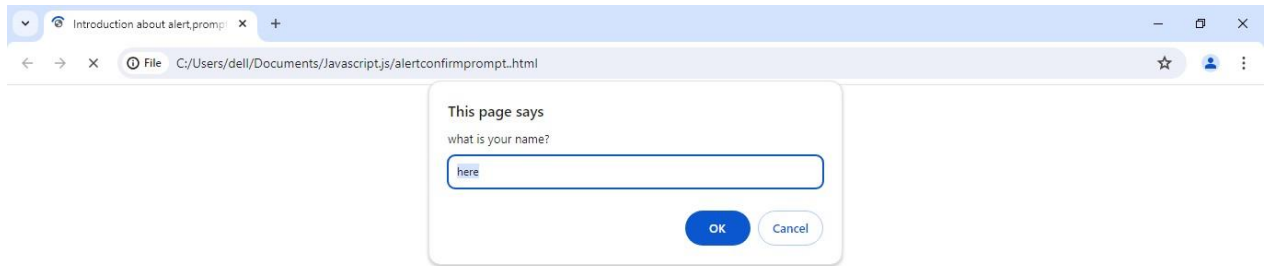 Introduction about alert,promp
File C:/Users/dell/Documents/Javascript.js/alertconfirmprompt..html
This page says
what is your name?
here
OK Cancel